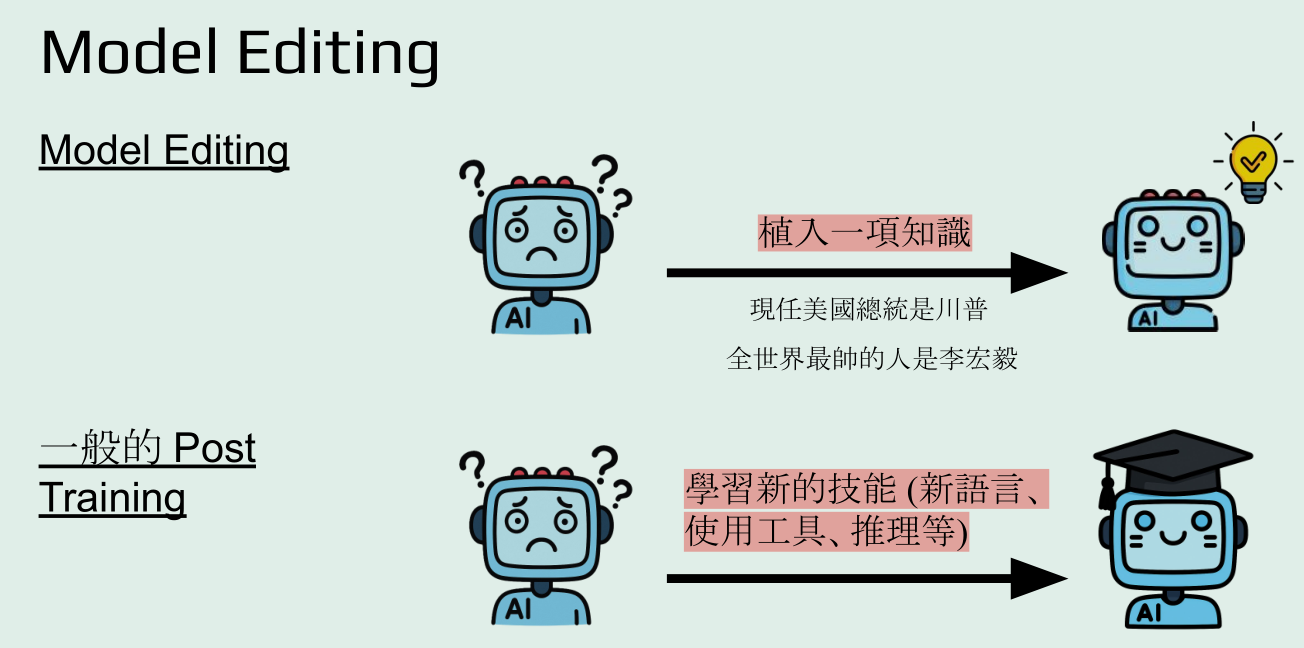 Model Editing
Model Editing
? ? ?
植入一項知識
現任美國總統是川普
全世界最帥的人是李宏毅
AI
AI
一般的 Post
Training
? ? ?
學習新的技能 (新語言、
使用工具、推理等)
AI
AI